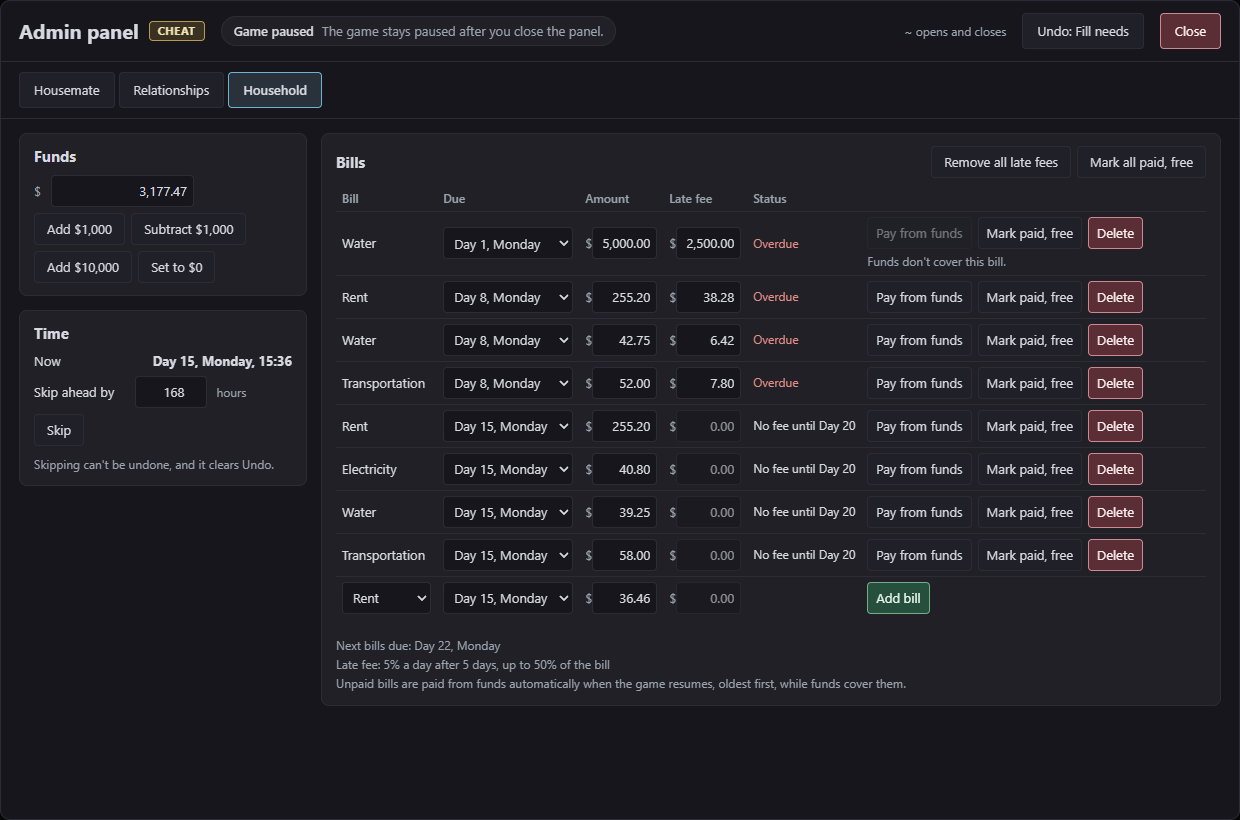 Admin panel CHEAT Game paused The game stays paused after you close the panel. ~ opens and closes Undo: Fill needs Close
Housemate Relationships Household
Funds
$ 3,177.47
Add $1,000 Subtract $1,000
Add $10,000 Set to $0
Time
Now Day 15, Monday, 15:36
Skip ahead by 168 hours
Skip
Skipping can't be undone, and it clears Undo.
Bills Remove all late fees Mark all paid, free
Bill Due Amount Late fee Status
Water Day 1, Monday $ 5,000.00 $ 2,500.00 Overdue Pay from funds Mark paid, free Delete
Funds don't cover this bill.
Rent Day 8, Monday $ 255.20 $ 38.28 Overdue Pay from funds Mark paid, free Delete
Water Day 8, Monday $ 42.75 $ 6.42 Overdue Pay from funds Mark paid, free Delete
Transportation Day 8, Monday $ 52.00 $ 7.80 Overdue Pay from funds Mark paid, free Delete
Rent Day 15, Monday $ 255.20 $ 0.00 No fee until Day 20 Pay from funds Mark paid, free Delete
Electricity Day 15, Monday $ 40.80 $ 0.00 No fee until Day 20 Pay from funds Mark paid, free Delete
Water Day 15, Monday $ 39.25 $ 0.00 No fee until Day 20 Pay from funds Mark paid, free Delete
Transportation Day 15, Monday $ 58.00 $ 0.00 No fee until Day 20 Pay from funds Mark paid, free Delete
Rent Day 15, Monday $ 36.46 $ 0.00 Add bill
Next bills due: Day 22, Monday
Late fee: 5% a day after 5 days, up to 50% of the bill
Unpaid bills are paid from funds automatically when the game resumes, oldest first, while funds cover them.